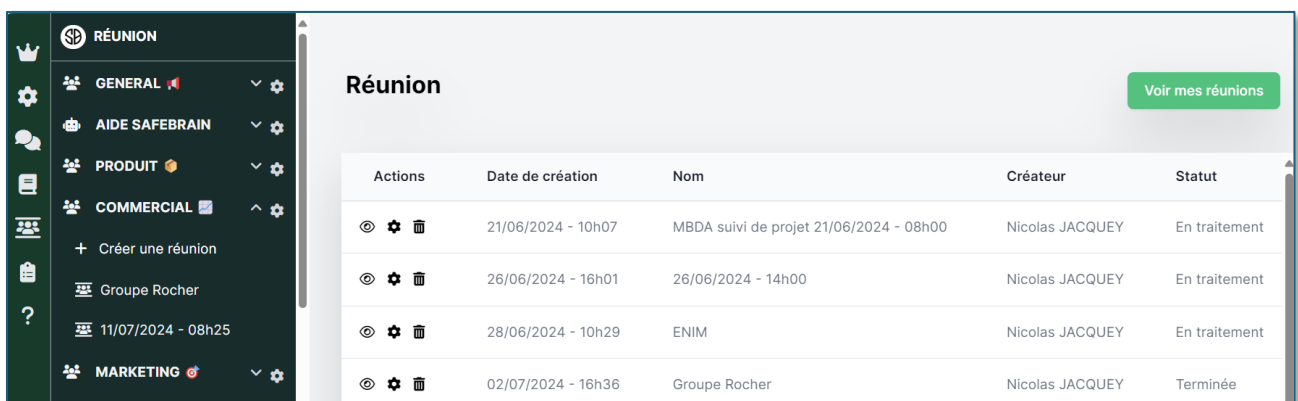 SB RÉUNION
GENERAL
AIDE SAFEBRAIN
PRODUIT
COMMERCIAL
+ Créer une réunion
Groupe Rocher
11/07/2024 - 08h25
MARKETING
?
Réunion
Voir mes réunions
Actions Date de création Nom Créateur Statut
21/06/2024 - 10h07 MBDA suivi de projet 21/06/2024 - 08h00 Nicolas JACQUEY En traitement
26/06/2024 - 16h01 26/06/2024 - 14h00 Nicolas JACQUEY En traitement
28/06/2024 - 10h29 ENIM Nicolas JACQUEY En traitement
02/07/2024 - 16h36 Groupe Rocher Nicolas JACQUEY Terminée